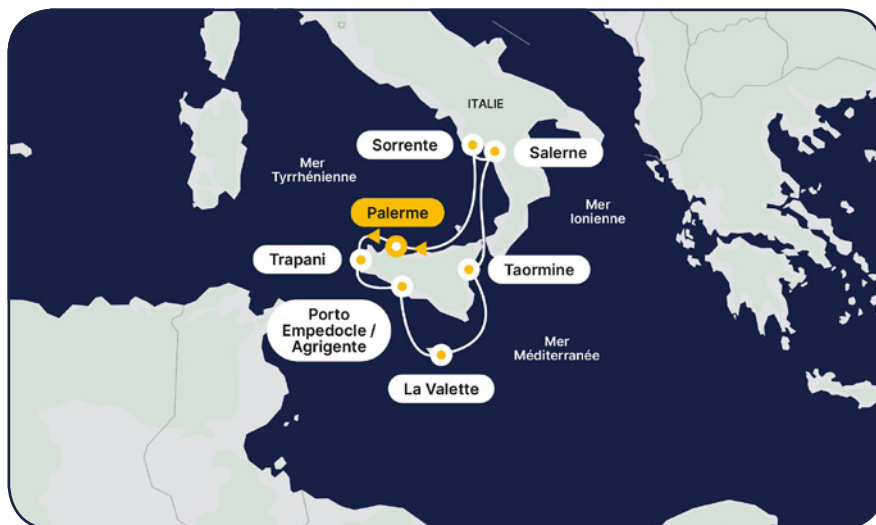 ITALIE
Sorrente
Salerne
Mer
Tyrrhénienne
Mer
Ionienne
Palerme
Trapani
Taormine
Porto
Empedocle /
Agrigente
Mer
Méditerranée
La Valette